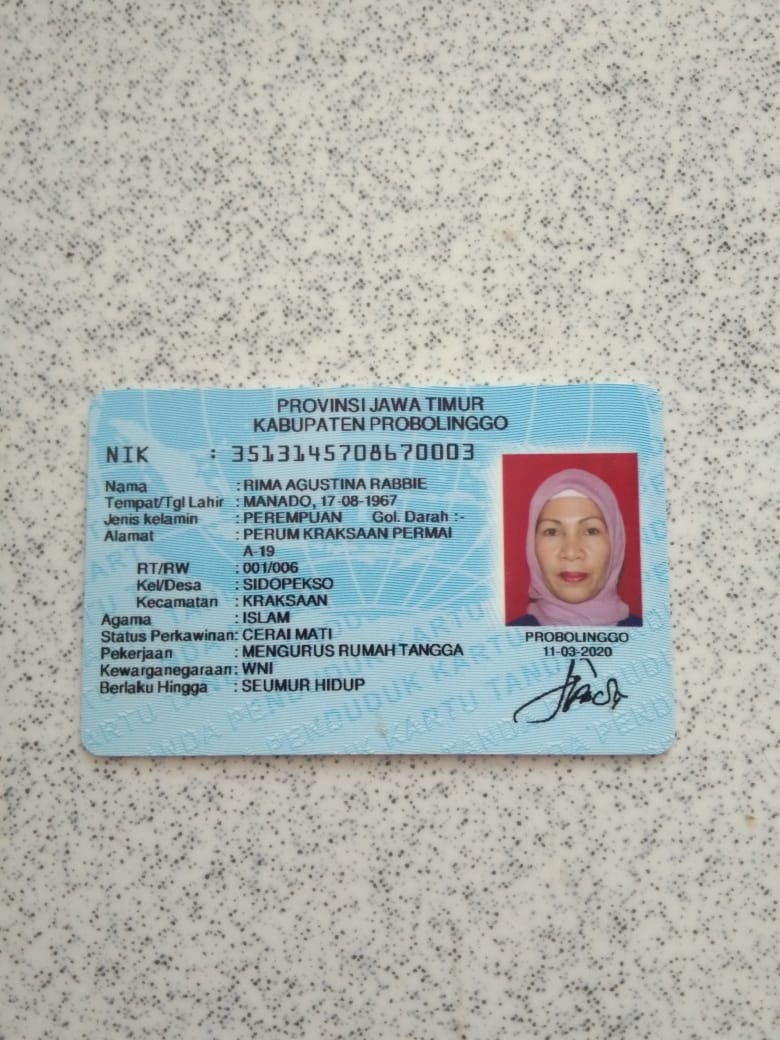 PROVINSI JAWA TIMUR
KABUPATEN PROBOLINGGO
NIK : 3513145708670003
Nama : RIMA AGUSTINA RABBIE
Tempat/Tgl Lahir : MANADO, 17-08-1967
Jenis kelamin : PEREMPUAN Gol. Darah :-
Alamat : PERUM KRAKSAAN PERMAI
A-19
RT/RW : 001/006
Kel/Desa : SIDOPEKSO
Kecamatan : KRAKSAAN
Agama : ISLAM
Status Perkawinan: CERAI MATI
Pekerjaan : MENGURUS RUMAH TANGGA
Kewarganegaraan: WNI
Berlaku Hingga : SEUMUR HIDUP
PROBOLINGGO
11-03-2020